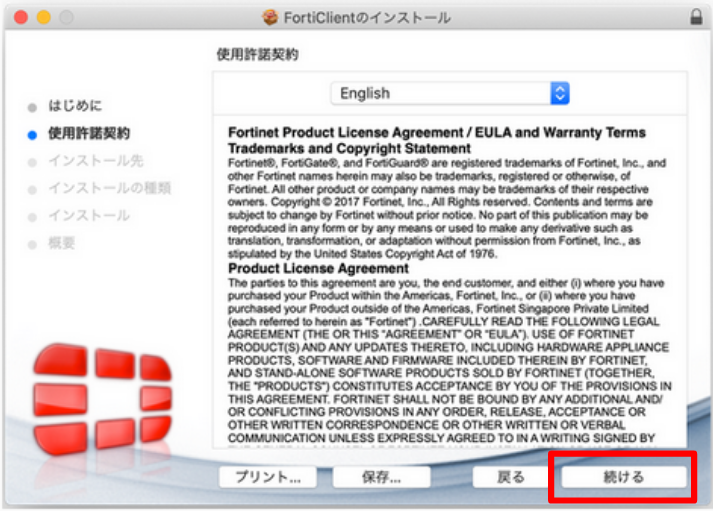 FortiClientのインストール
使用許諾契約
English
はじめに
使用許諾契約
インストール先
インストールの種類
インストール
概要
Fortinet Product License Agreement / EULA and Warranty Terms
Trademarks and Copyright Statement
Fortinet®, FortiGate®, and FortiGuard® are registered trademarks of Fortinet, Inc., and
other Fortinet names herein may also be trademarks, registered or otherwise, of
Fortinet. All other product or company names may be trademarks of their respective
owners. Copyright © 2017 Fortinet, Inc., All Rights reserved. Contents and terms are
subject to change by Fortinet without prior notice. No part of this publication may be
reproduced in any form or by any means or used to make any derivative such as
translation, transformation, or adaptation without permission from Fortinet, Inc., as
stipulated by the United States Copyright Act of 1976.
Product License Agreement
The parties to this agreement are you, the end customer, and either (i) where you have
purchased your Product within the Americas, Fortinet, Inc., or (ii) where you have
purchased your Product outside of the Americas, Fortinet Singapore Private Limited
(each referred to herein as "Fortinet") .CAREFULLY READ THE FOLLOWING LEGAL
AGREEMENT (THE OR THIS "AGREEMENT" OR "EULA"). USE OF FORTINET
PRODUCT(S) AND ANY UPDATES THERETO, INCLUDING HARDWARE APPLIANCE
PRODUCTS, SOFTWARE AND FIRMWARE INCLUDED THEREIN BY FORTINET,
AND STAND-ALONE SOFTWARE PRODUCTS SOLD BY FORTINET (TOGETHER,
THE "PRODUCTS") CONSTITUTES ACCEPTANCE BY YOU OF THE PROVISIONS IN
THIS AGREEMENT. FORTINET SHALL NOT BE BOUND BY ANY ADDITIONAL AND/
OR CONFLICTING PROVISIONS IN ANY ORDER, RELEASE, ACCEPTANCE OR
OTHER WRITTEN CORRESPONDENCE OR OTHER WRITTEN OR VERBAL
COMMUNICATION UNLESS EXPRESSLY AGREED TO IN A WRITING SIGNED BY
プリント...
保存...
戻る
続ける